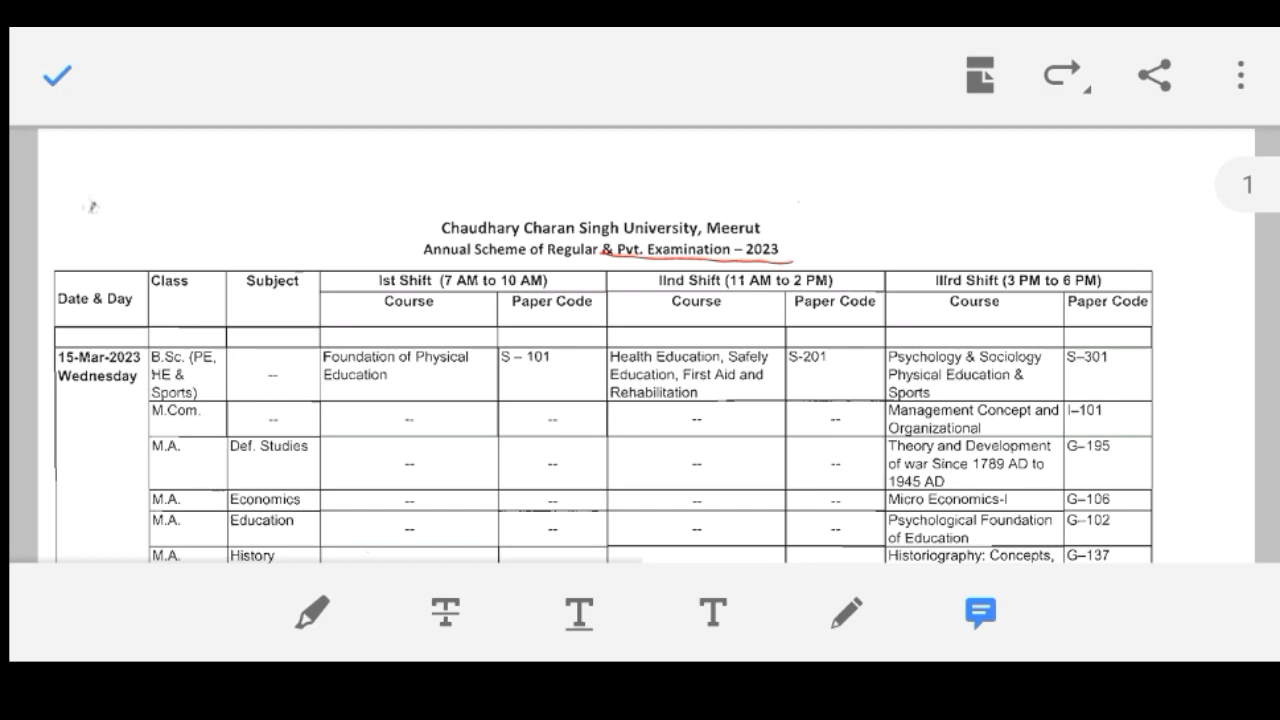 1
Chaudhary Charan Singh University, Meerut
Annual Scheme of Regular & Pvt. Examination – 2023
Date & Day Class Subject Ist Shift (7 AM to 10 AM) IInd Shift (11 AM to 2 PM) IIIrd Shift (3 PM to 6 PM)
Course Paper Code Course Paper Code Course Paper Code
15-Mar-2023 B.Sc. (PE, Foundation of Physical S – 101 Health Education, Safely S-201 Psychology & Sociology S–301
Wednesday HE & -- Education Education, First Aid and Physical Education &
Sports) Rehabilitation Sports
M.Com. -- -- -- -- -- Management Concept and I–101
Organizational
M.A. Def. Studies -- -- -- -- Theory and Development G–195
of war Since 1789 AD to
1945 AD
M.A. Economics -- -- -- -- Micro Economics-I G–106
M.A. Education -- -- -- -- Psychological Foundation G–102
of Education
M.A. History Historiography: Concepts, G–137
T T T